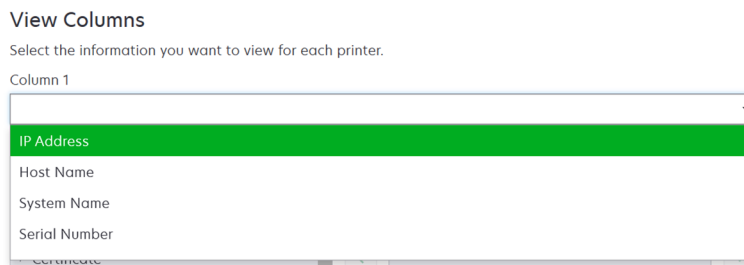 View Columns
Select the information you want to view for each printer.
Column 1
IP Address
Host Name
System Name
Serial Number
Certificate